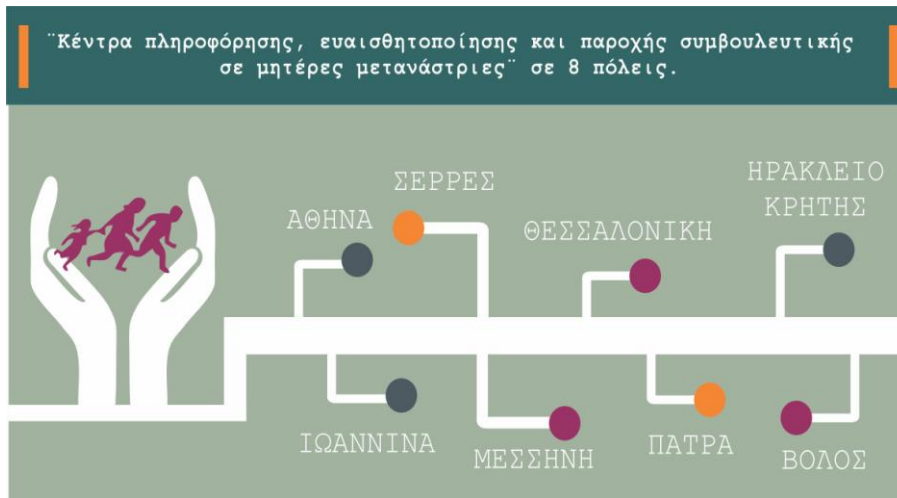 ¨Κέντρα πληροφόρησης, ευαισθητοποίησης και παροχής συμβουλευτικής
σε μητέρες μετανάστριες¨ σε 8 πόλεις.
ΑΘΗΝΑ
ΣΕΡΡΕΣ
ΘΕΣΣΑΛΟΝΙΚΗ
ΗΡΑΚΛΕΙΟ
ΚΡΗΤΗΣ
ΙΩΑΝΝΙΝΑ
ΜΕΣΣΗΝΗ
ΠΑΤΡΑ
ΒΟΛΟΣ